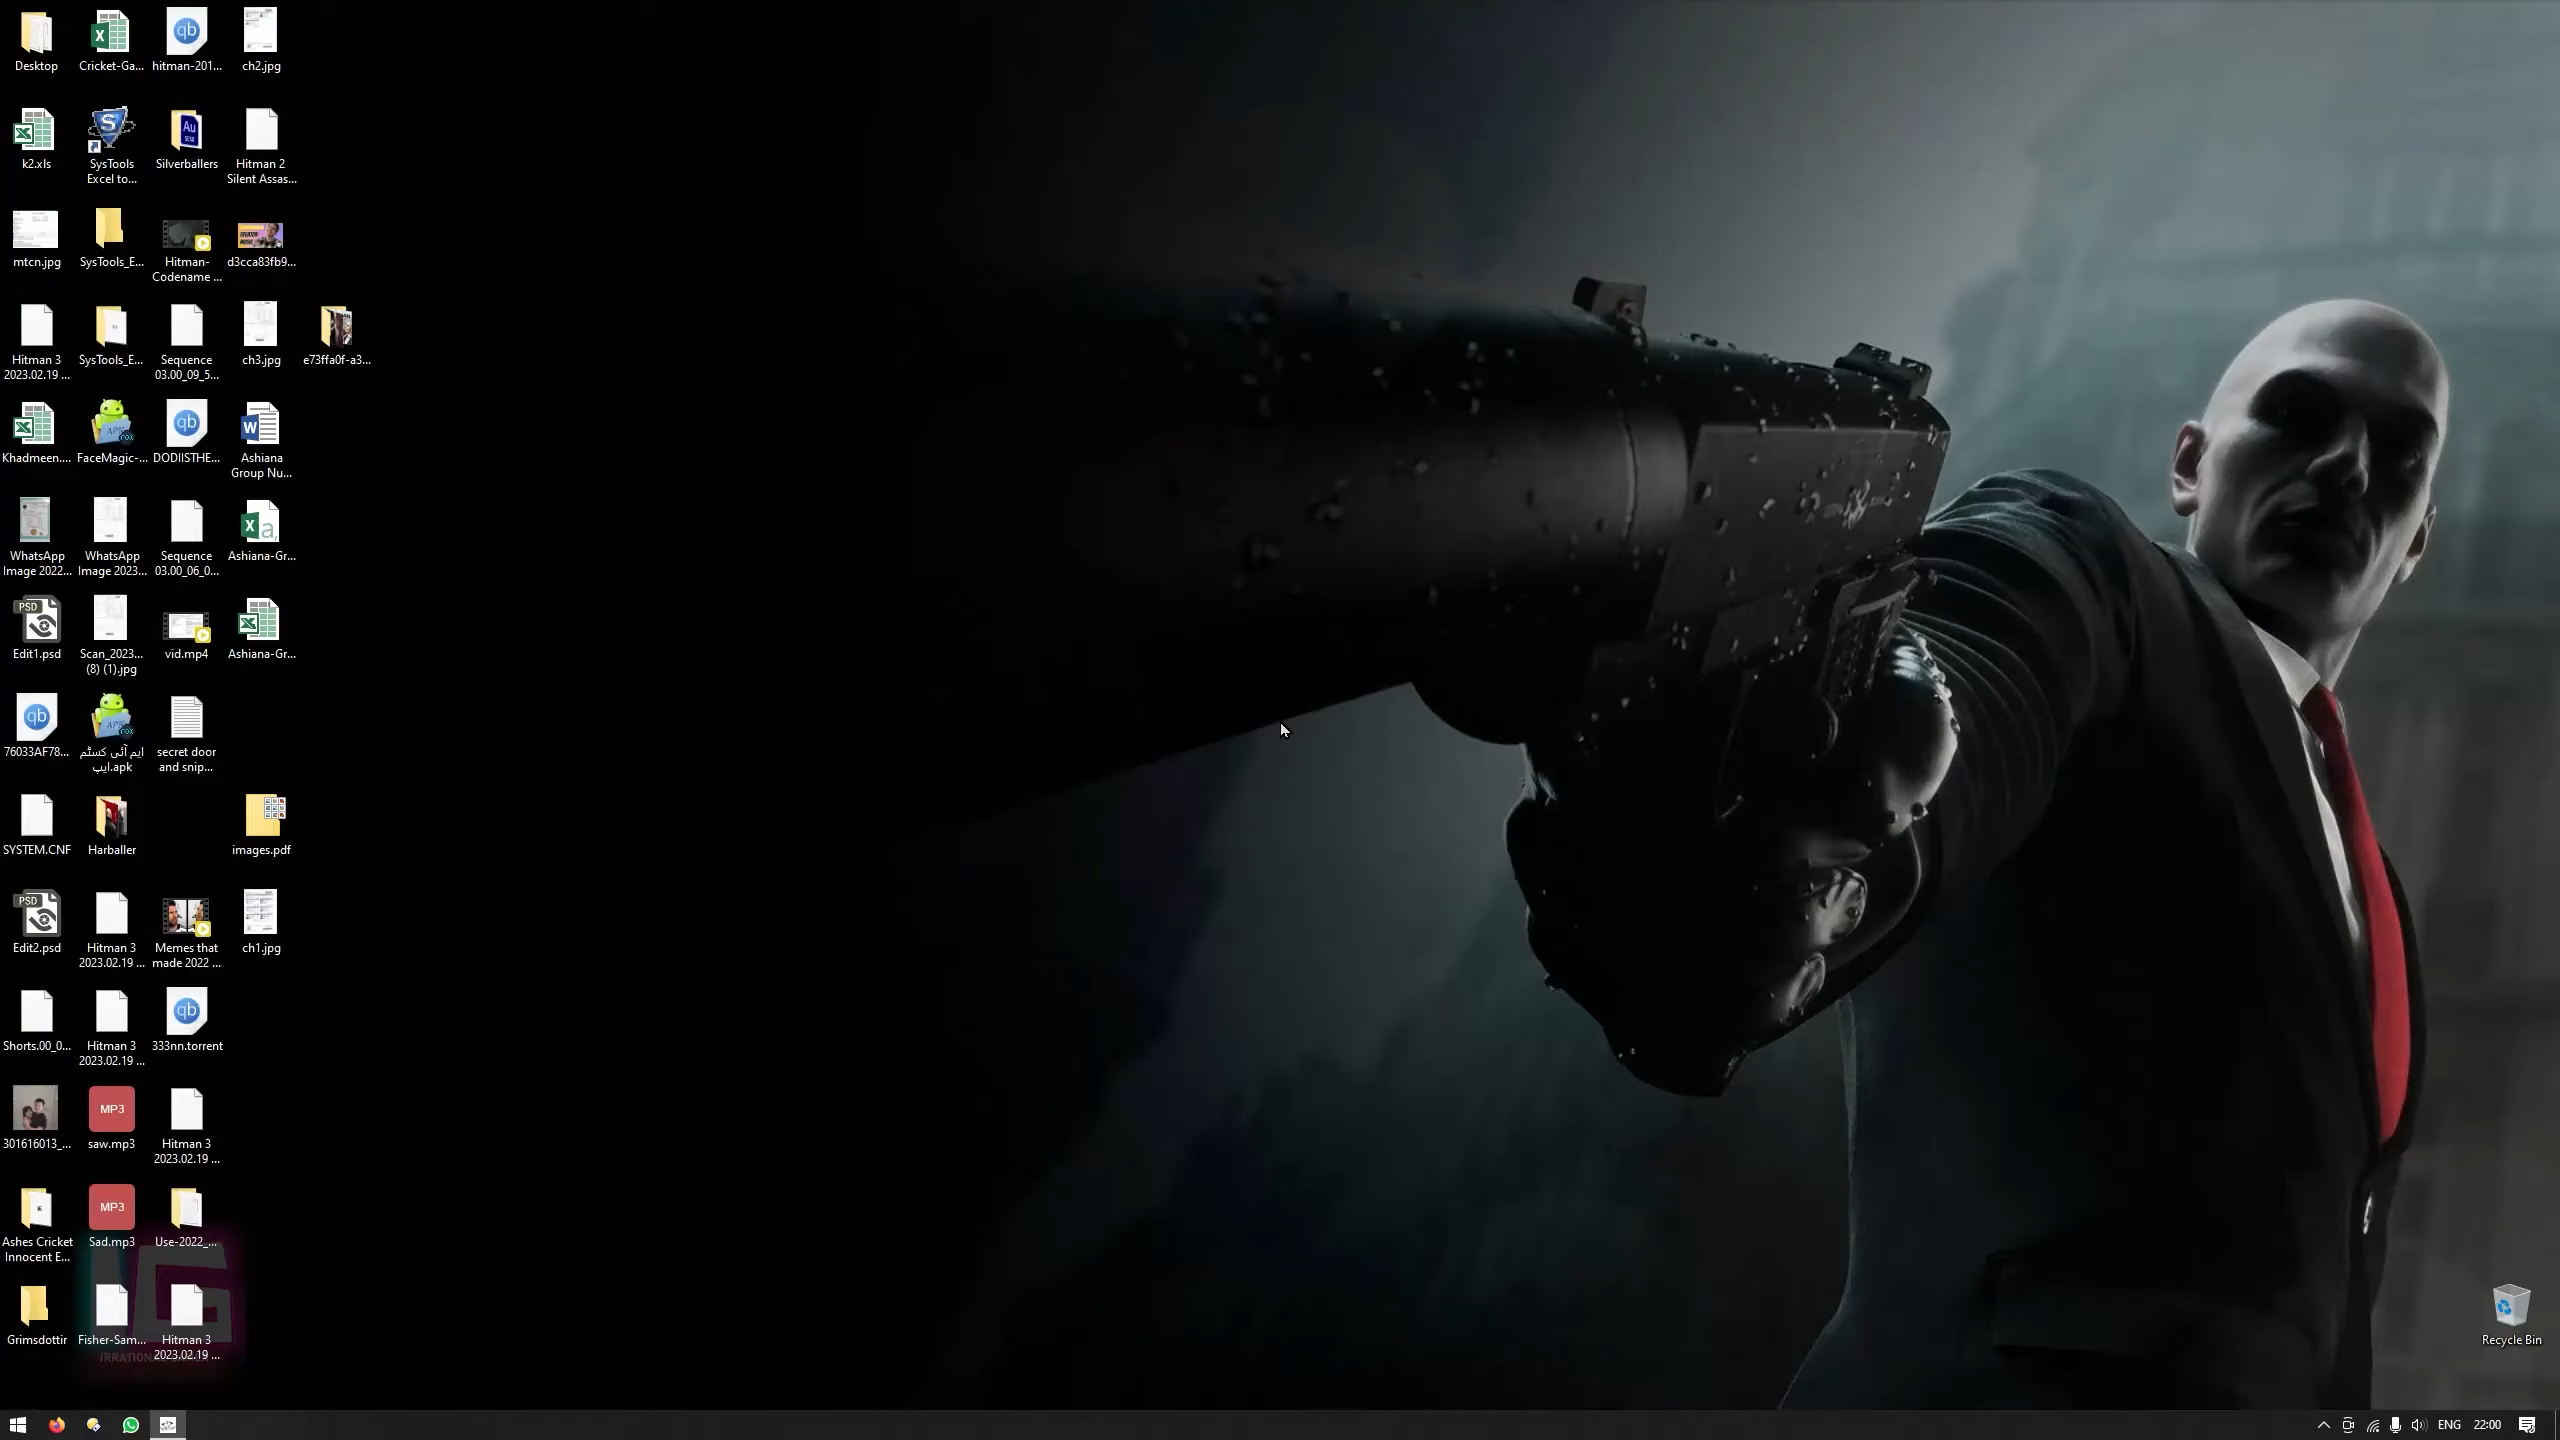 Desktop
Cricket-Ga...
hitman-201...
ch2.jpg
k2.xls
SysTools
Excel to...
Silverballers
Hitman 2
Silent Assas...
mtcn.jpg
SysTools_E...
Hitman-
Codename ...
d3cca83fb9...
Hitman 3
2023.02.19 ...
SysTools_E...
Sequence
03.00_09_5...
ch3.jpg
e73ffa0f-a3...
Khadmeen....
FaceMagic-...
DODIISTHE...
Ashiana
Group Nu...
WhatsApp
Image 2022...
WhatsApp
Image 2023...
Sequence
03.00_06_0...
Ashiana-Gr...
PSD
Edit1.psd
Scan_2023...
(8) (1).jpg
vid.mp4
Ashiana-Gr...
76033AF78...
ایم آئی کسٹم
ایپ.apk
secret door
and snip...
SYSTEM.CNF
Harballer
images.pdf
PSD
Edit2.psd
Hitman 3
2023.02.19 ...
Memes that
made 2022 ...
ch1.jpg
Shorts.00_0...
Hitman 3
2023.02.19 ...
333nn.torrent
301616013_...
MP3
saw.mp3
Hitman 3
2023.02.19 ...
Ashes Cricket
Innocent E...
MP3
Sad.mp3
Use-2022_...
Grimsdottir
Fisher-Sam...
Hitman 3
2023.02.19 ...
Recycle Bin
ENG
22:00